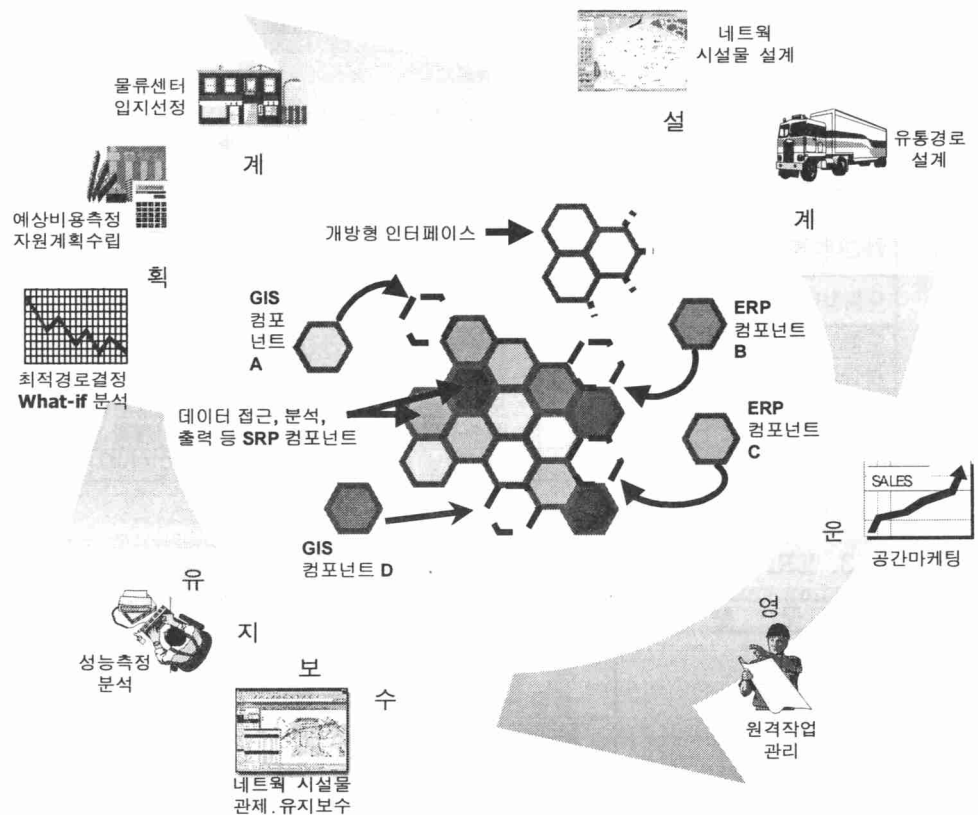 네트웍
시설물 설계
물류센터
입지선정
설
유통경로
설계
계
계
예상비용측정
자원계획수립
개방형 인터페이스
획
GIS
컴포
넌트
A
ERP
컴포넌트
B
최적경로결정
What-if 분석
데이터 접근, 분석,
출력 등 SRP 컴포넌트
ERP
컴포넌트
C
SALES
운
공간마케팅
GIS
컴포넌트 D
유
영
지
성능측정
분석
보
수
원격작업
관리
네트웍 시설물
관제.유지보수